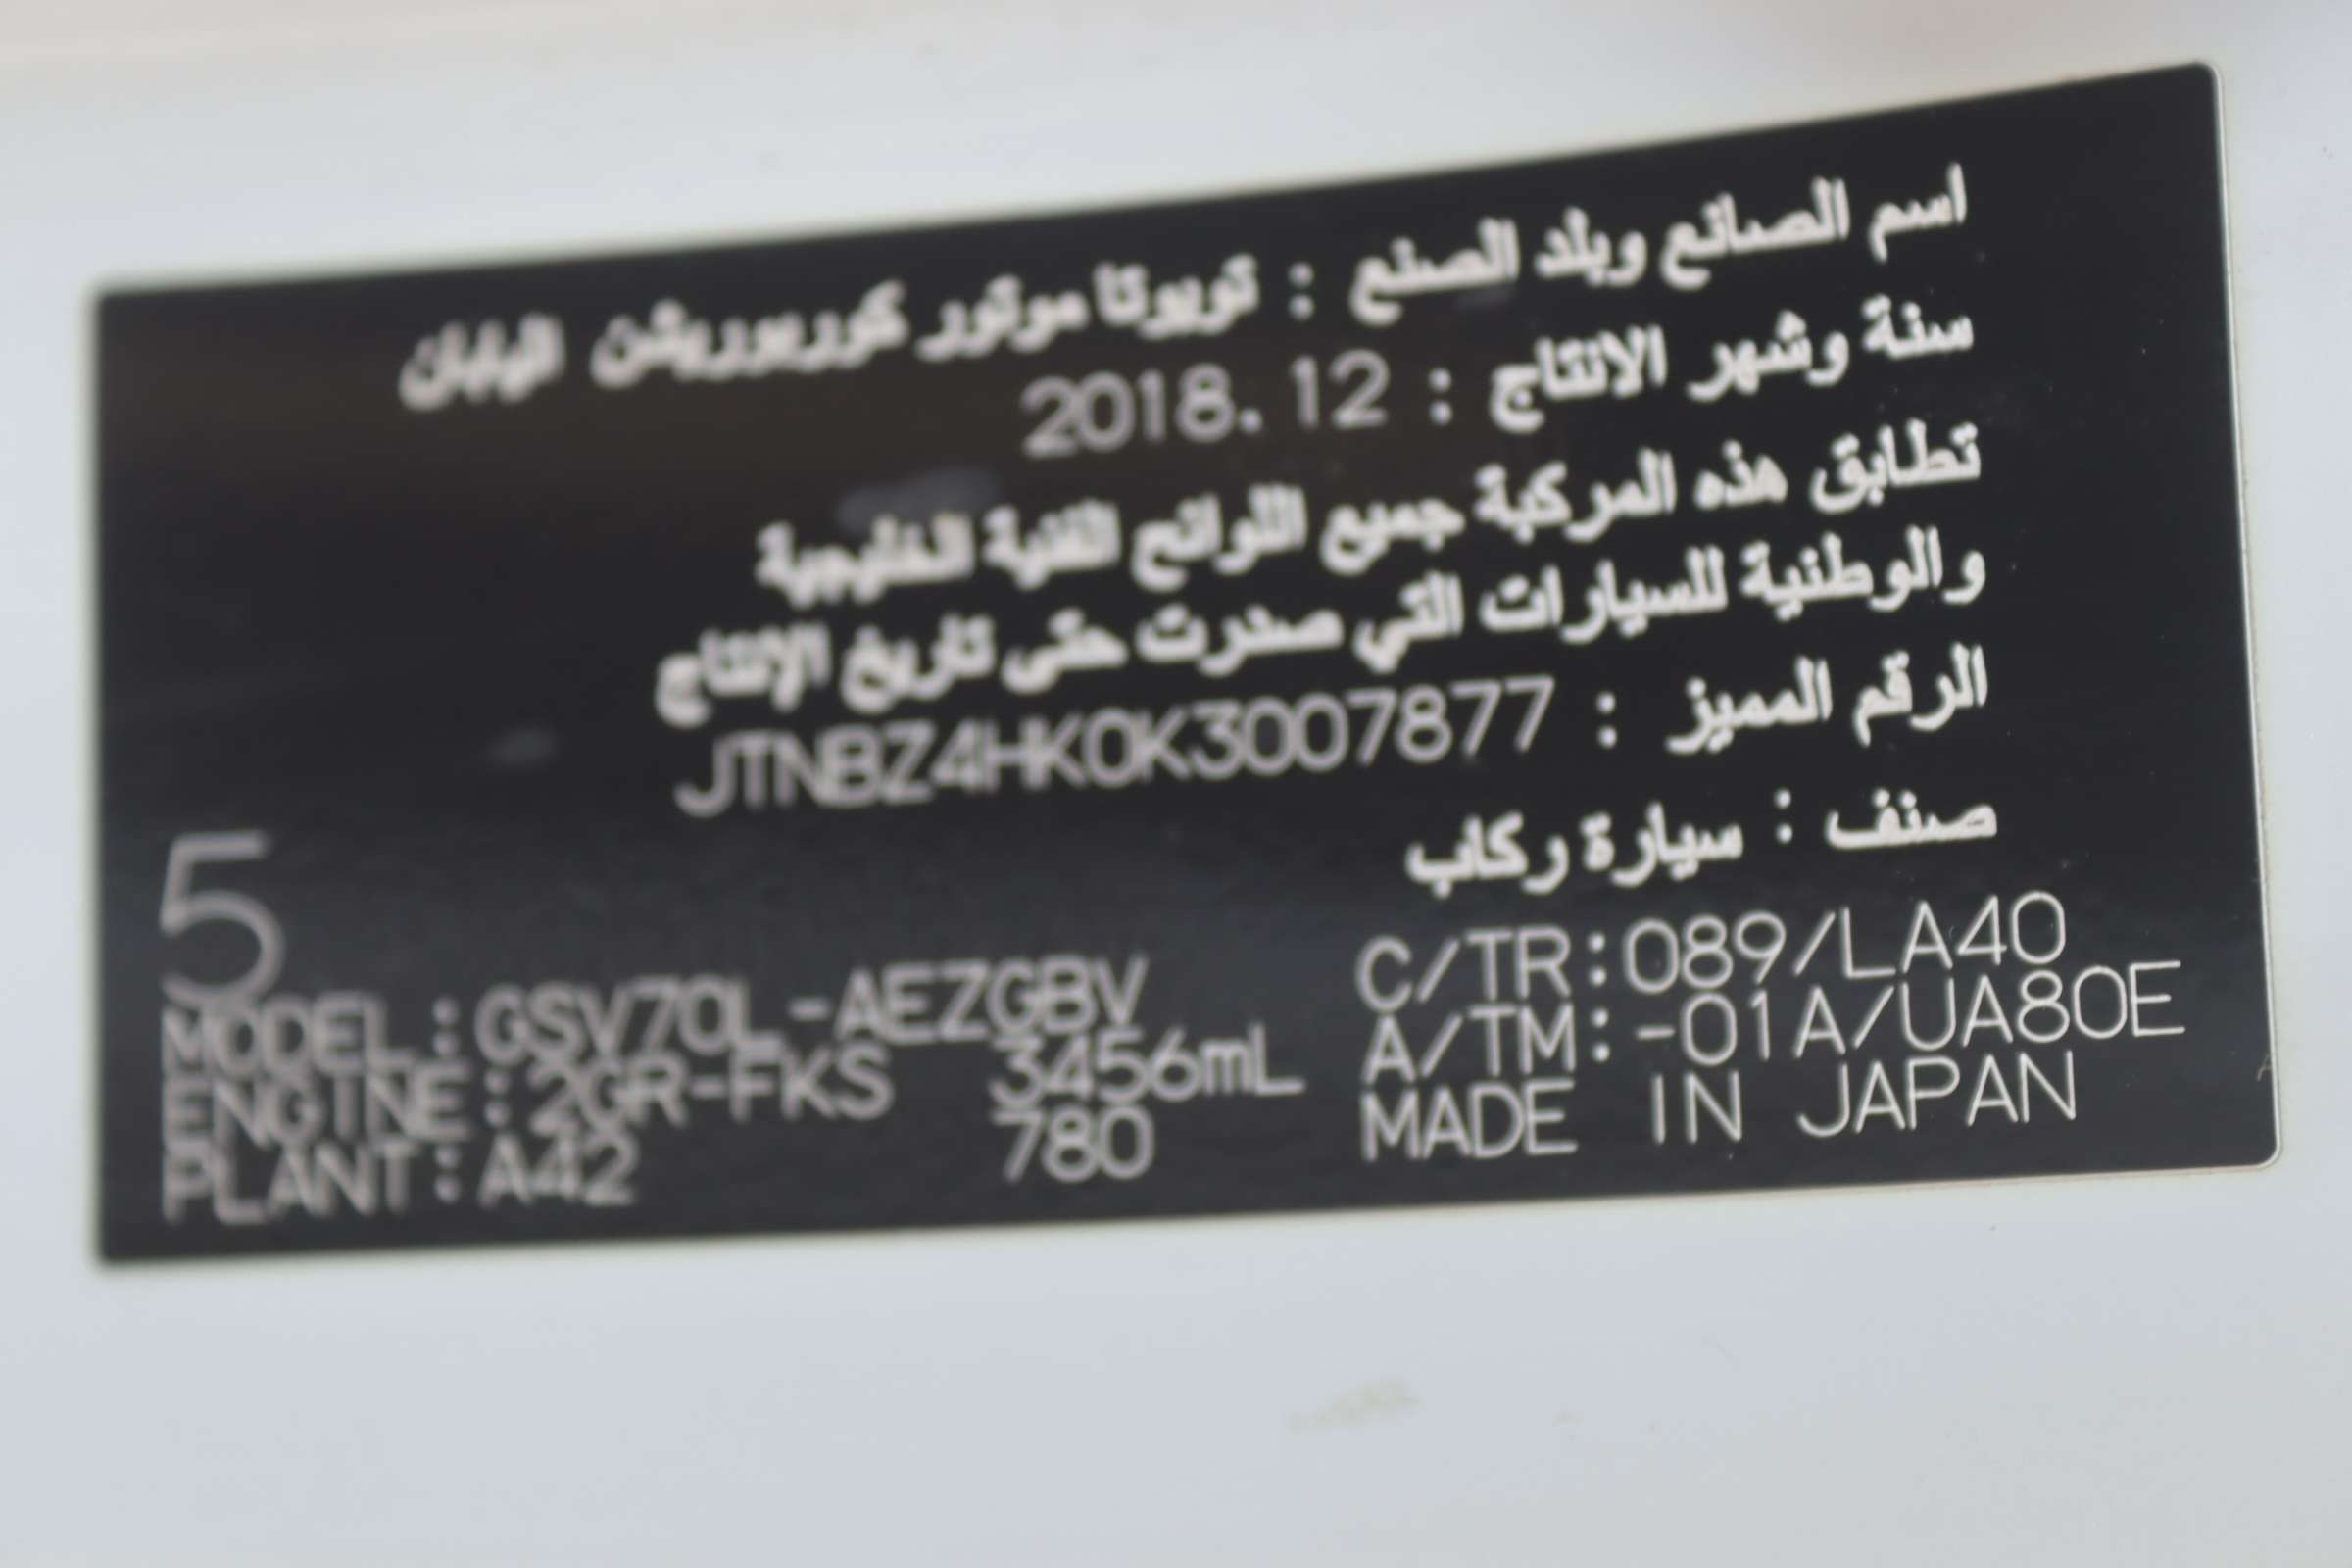 اسم الصانع وبلد الصنع : تويوتا موتور كوربوريشن اليابان
سنة وشهر الانتاج : 2018.12
تطابق هذه المركبة جميع اللوائح الفنية الخليجية
والوطنية للسيارات التي صدرت حتى تاريخ الإنتاج
الرقم المميز : JTNBZ4HK0K3007877
صنف : سيارة ركاب
5
C/TR:089/LA40
MODEL:GSV70L-AEZGBV
A/TM:-01A/UA80E
ENGINE:2GR-FKS 3456mL
MADE IN JAPAN
PLANT:A42 780